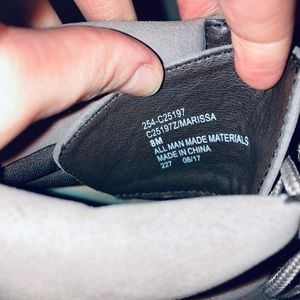 254-C25197
C25197Z/MARISSA
8M
ALL MAN MADE MATERIALS
MADE IN CHINA
227 06/17